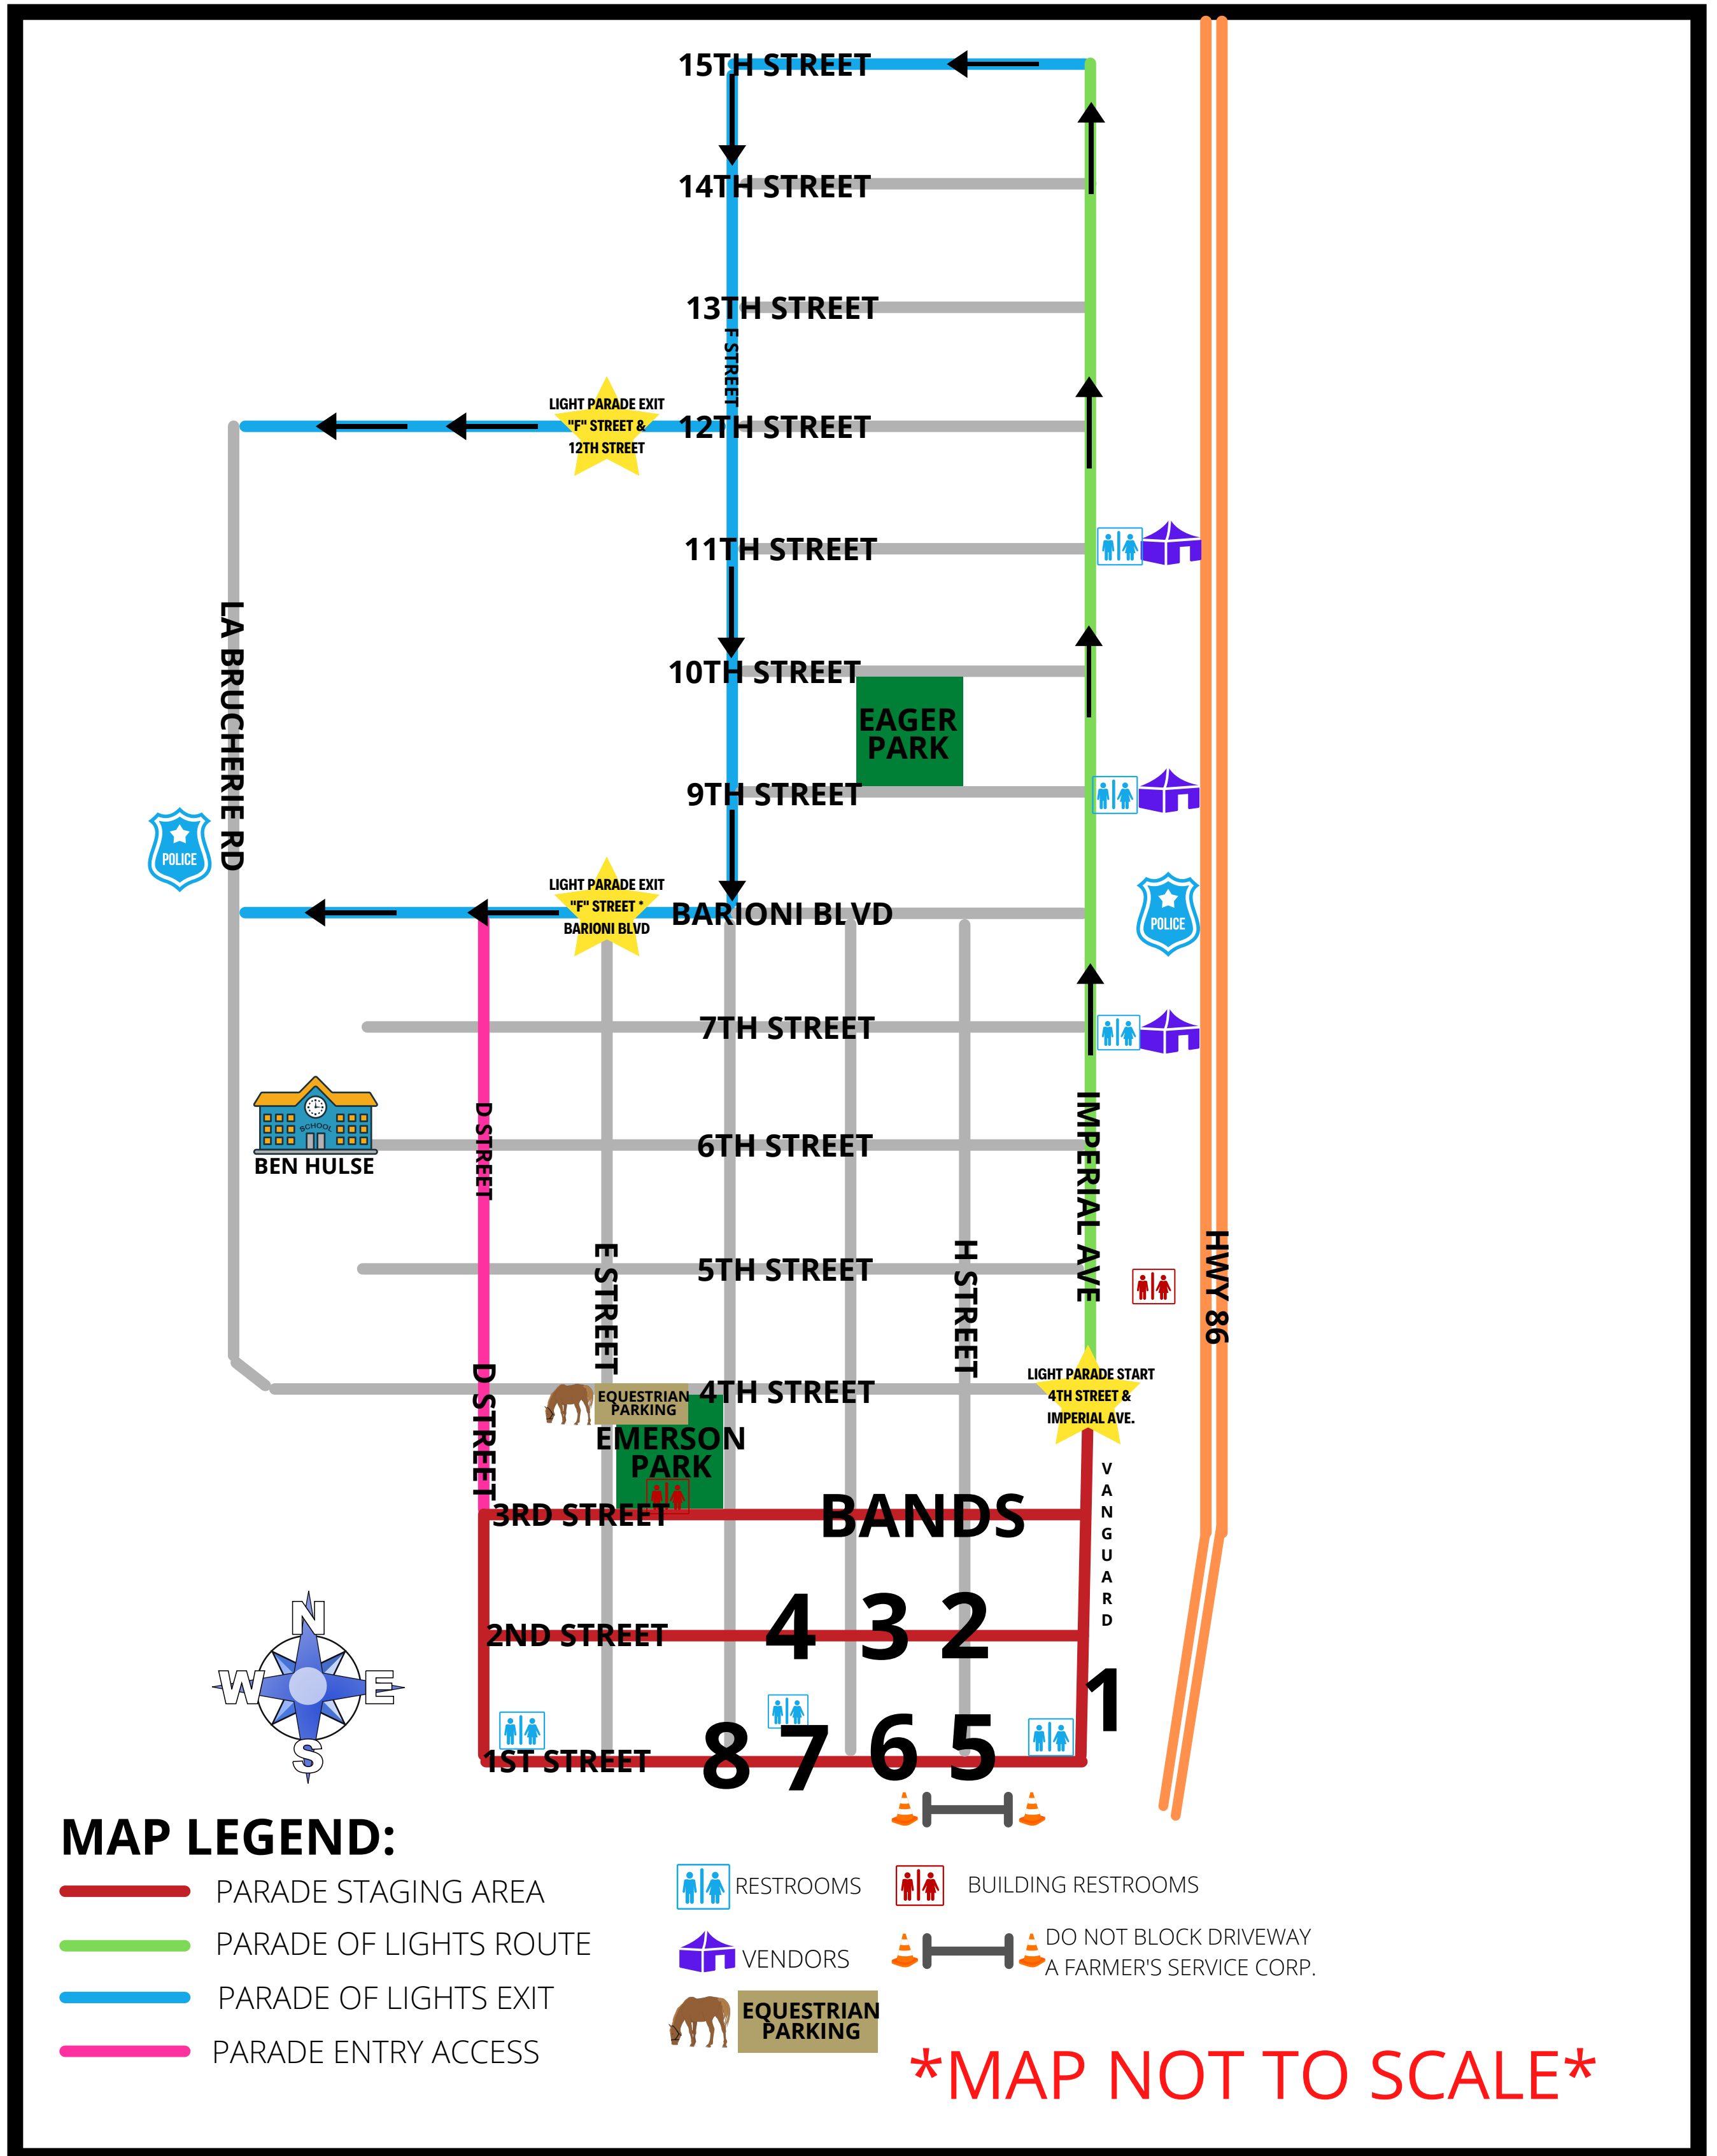 15TH STREET
14TH STREET
13TH STREET
F STREET
LIGHT PARADE EXIT
"F" STREET &
12TH STREET
12TH STREET
11TH STREET
LA BRUCHERIE RD
10TH STREET
EAGER
PARK
9TH STREET
POLICE
LIGHT PARADE EXIT
"F" STREET *
BARIONI BLVD
BARIONI BLVD
POLICE
7TH STREET
SCHOOL
BEN HULSE
D STREET
6TH STREET
IMPERIAL AVE
E STREET
5TH STREET
H STREET
HWY 86
LIGHT PARADE START
4TH STREET &
IMPERIAL AVE.
D STREET
EQUESTRIAN
PARKING
4TH STREET
EMERSON
PARK
VANGUARD
3RD STREET
BANDS
4 3 2
2ND STREET
1
N
W E
S
8 7 6 5
1ST STREET
MAP LEGEND:
PARADE STAGING AREA
PARADE OF LIGHTS ROUTE
PARADE OF LIGHTS EXIT
PARADE ENTRY ACCESS
RESTROOMS
BUILDING RESTROOMS
VENDORS
DO NOT BLOCK DRIVEWAY
A FARMER'S SERVICE CORP.
EQUESTRIAN
PARKING
*MAP NOT TO SCALE*